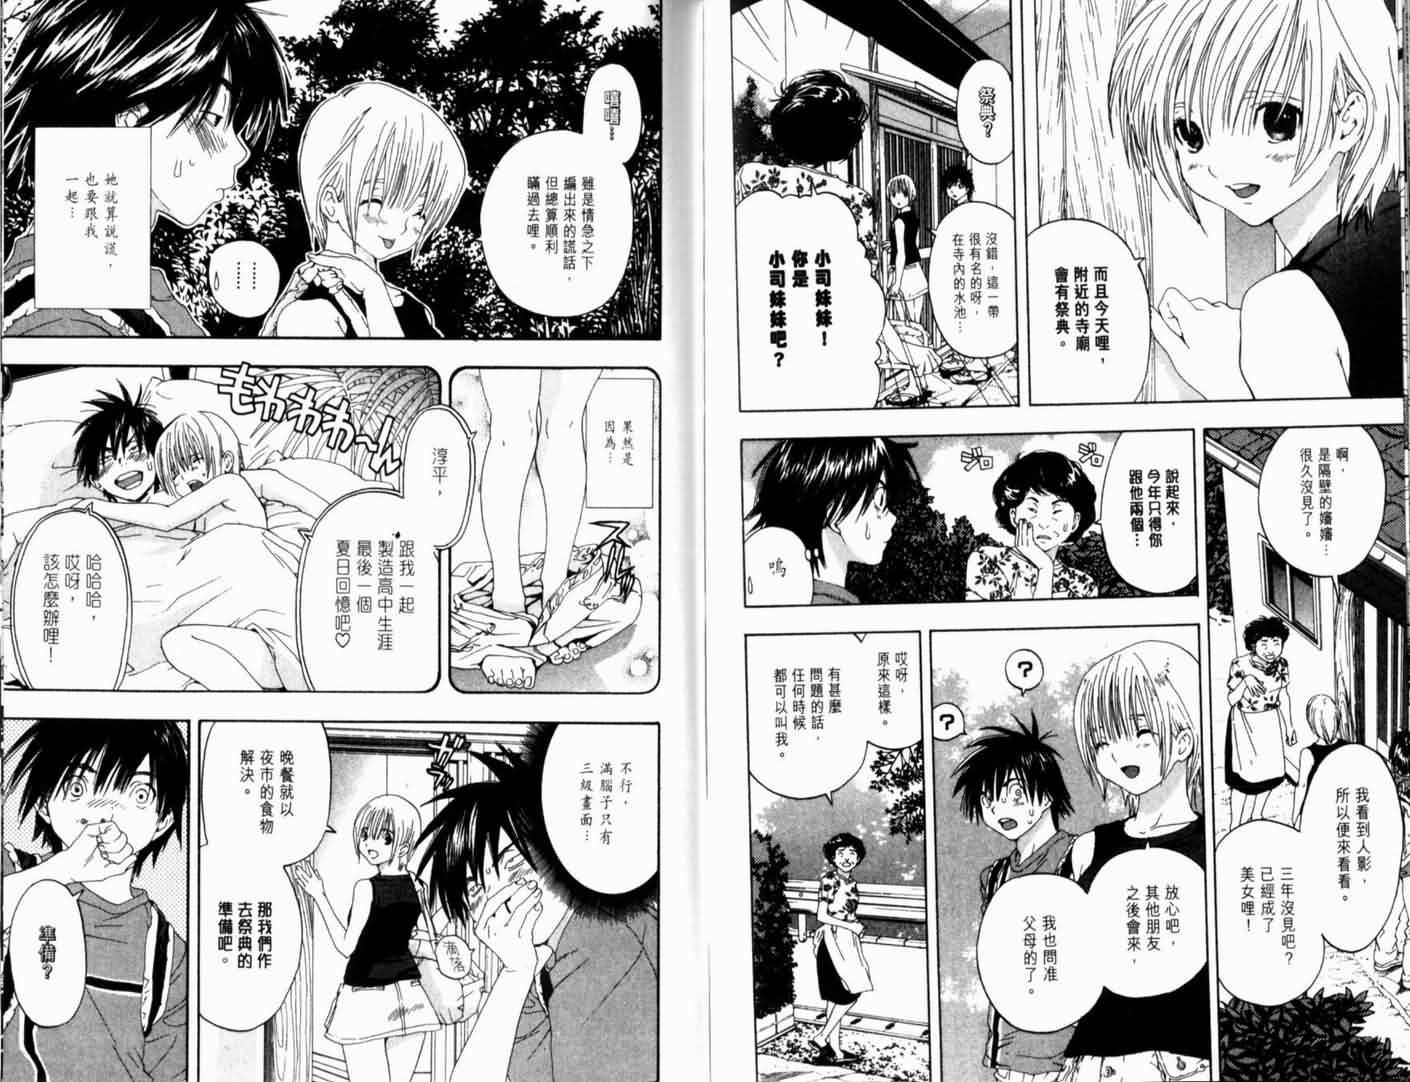 而且今天哩，
附近的寺廟
會有祭典。
祭典？
沒錯，這一帶
很有名的呀，
在寺內的水池…
小司妹妹！
你是
小司妹妹吧？
啊，
是隔壁的嬸嬸…
很久沒見了。
我看到人影，
所以便來看看。
三年沒見吧？
已經成了
美女哩！
說起來，
今年只得你
跟他兩個…
ジロ
ジロ
嗚
？
？
放心吧，
其他朋友
之後會來，
我也問准
父母的了。
哎呀，
原來這樣。
有甚麼
問題的話，
任何時候
都可以叫我。
嘻嘻…
雖是情急之下
編出來的謊話，
但總算順利
瞞過去哩。
……
她就算說謊，
也要跟我
一起…
果然是
因為…
もわわわ〜ん
淳平，
跟我一起
製造高中生涯
最後一個
夏日回憶吧♡
哈哈哈，
哎呀，
該怎麼辦哩！
不行，
滿腦子只有
三級畫面…
滴落
晚餐就以
夜市的食物
解決。
那我們作
去祭典的
準備吧。
準備？